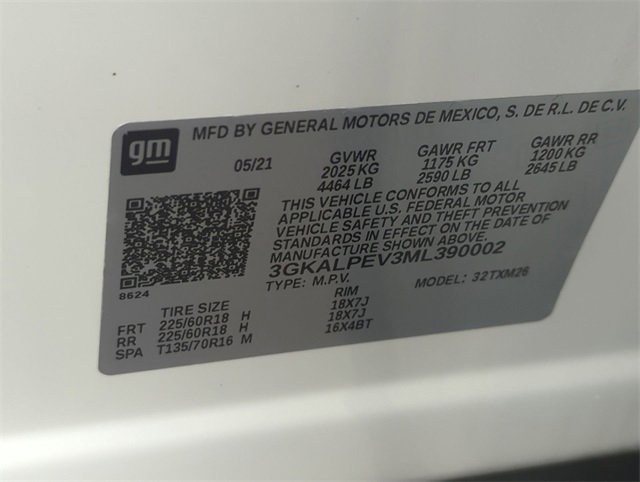 gm
MFD BY GENERAL MOTORS DE MEXICO, S. DE R.L. DE C.V.
05/21 GVWR GAWR FRT GAWR RR
2025 KG 1175 KG 1200 KG
4464 LB 2590 LB 2645 LB
THIS VEHICLE CONFORMS TO ALL
APPLICABLE U.S. FEDERAL MOTOR
VEHICLE SAFETY AND THEFT PREVENTION
STANDARDS IN EFFECT ON THE DATE OF
MANUFACTURE SHOWN ABOVE.
3GKALPEV3ML390002
TYPE: M.P.V. MODEL: 32TXM26
8624
TIRE SIZE RIM
FRT 225/60R18 H 18X7J
RR 225/60R18 H 18X7J
SPA T135/70R16 M 16X4BT